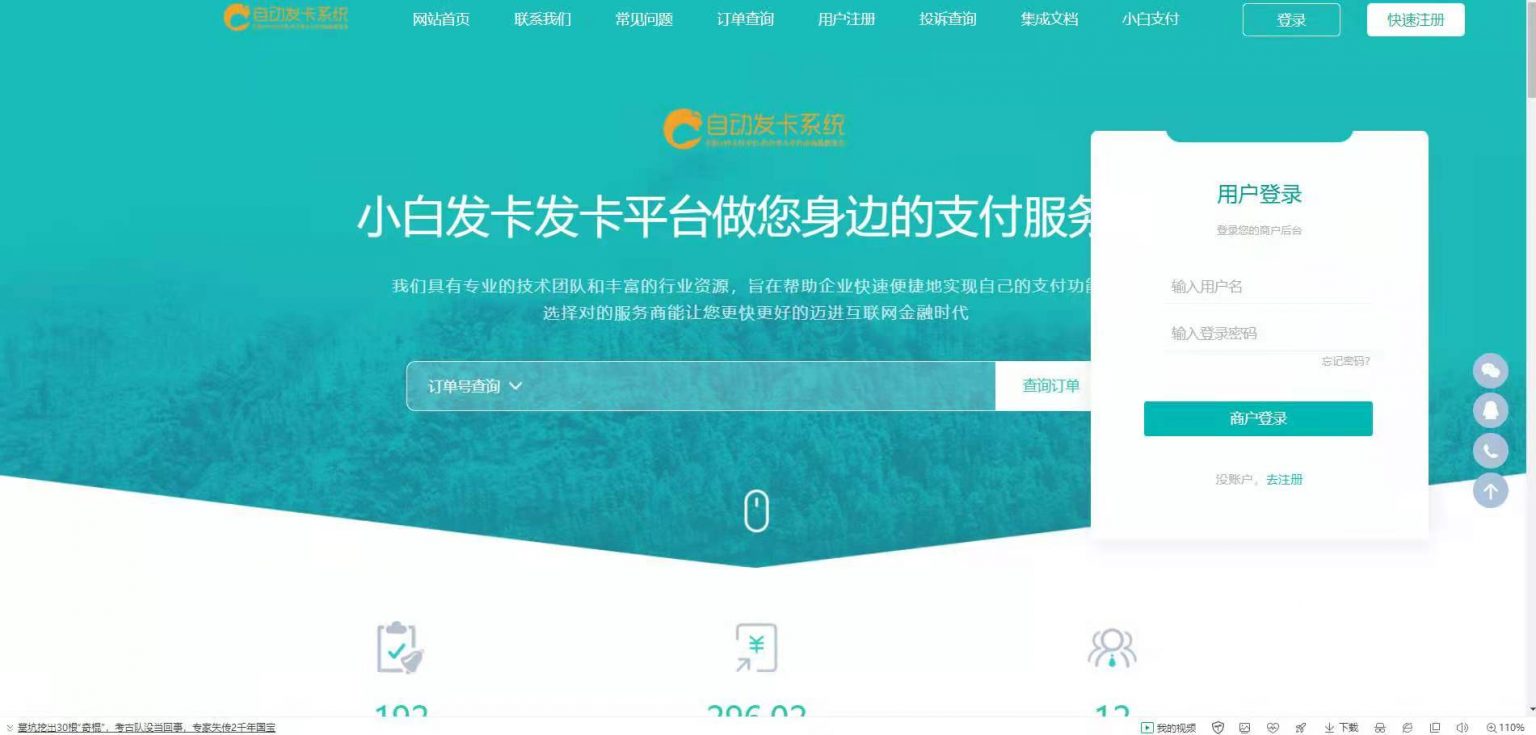 自动发卡系统
网站首页 联系我们 常见问题 订单查询 用户注册 投诉查询 集成文档 小白支付 登录 快速注册
自动发卡系统
小白发卡发卡平台做您身边的支付服务
我们具有专业的技术团队和丰富的行业资源，旨在帮助企业快速便捷地实现自己的支付功能
选择对的服务商能让您更快更好的迈进互联网金融时代
订单号查询
查询订单
用户登录
登录您的商户后台
输入用户名
输入登录密码
忘记密码?
商户登录
没账户，去注册
192 296.02 12
墓坑挖出30根“奇棍”，考古队没当回事，专家失传2千年国宝
我的视频 下载 110%